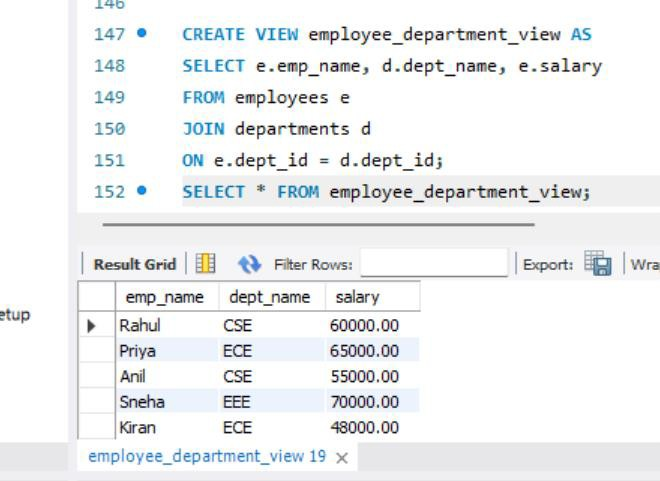 146
147 CREATE VIEW employee_department_view AS
148 SELECT e.emp_name, d.dept_name, e.salary
149 FROM employees e
150 JOIN departments d
151 ON e.dept_id = d.dept_id;
152 SELECT * FROM employee_department_view;
Result Grid Filter Rows: Export: Wra
emp_name dept_name salary
etup
Rahul CSE 60000.00
Priya ECE 65000.00
Anil CSE 55000.00
Sneha EEE 70000.00
Kiran ECE 48000.00
employee_department_view 19